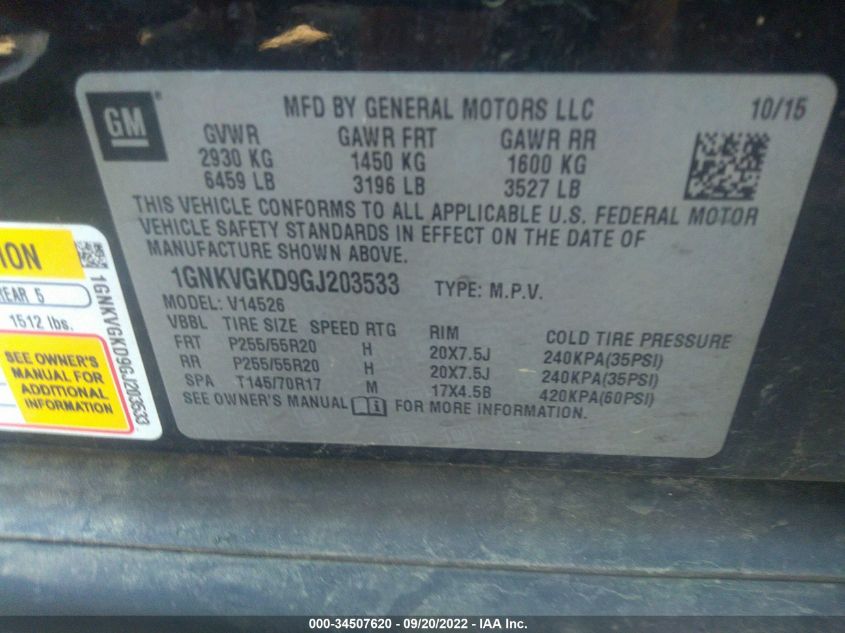 GM®
MFD BY GENERAL MOTORS LLC 10/15
GVWR GAWR FRT GAWR RR
2930 KG 1450 KG 1600 KG
6459 LB 3196 LB 3527 LB
THIS VEHICLE CONFORMS TO ALL APPLICABLE U.S. FEDERAL MOTOR
VEHICLE SAFETY STANDARDS IN EFFECT ON THE DATE OF
MANUFACTURE SHOWN ABOVE.
1GNKVGKD9GJ203533 TYPE: M.P.V.
MODEL: V14526
VBBL TIRE SIZE SPEED RTG RIM COLD TIRE PRESSURE
FRT P255/55R20 H 20X7.5J 240KPA(35PSI)
RR P255/55R20 H 20X7.5J 240KPA(35PSI)
SPA T145/70R17 M 17X4.5B 420KPA(60PSI)
SEE OWNER'S MANUAL FOR MORE INFORMATION.
ION
REAR 5
1512 lbs.
SEE OWNER'S
MANUAL FOR
ADDITIONAL
INFORMATION
1GNKVGKD9GJ203533
000-34507620 - 09/20/2022 - IAA Inc.